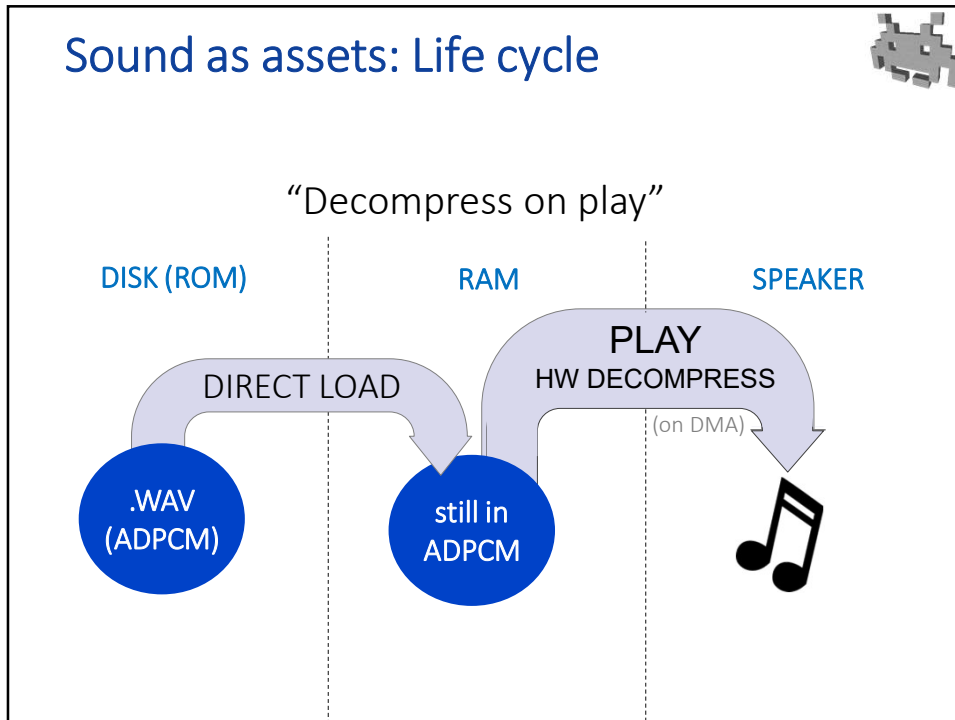 Sound as assets: Life cycle
“Decompress on play”
DISK (ROM)
RAM
SPEAKER
DIRECT LOAD
PLAY
HW DECOMPRESS
(on DMA)
.WAV
(ADPCM)
still in
ADPCM